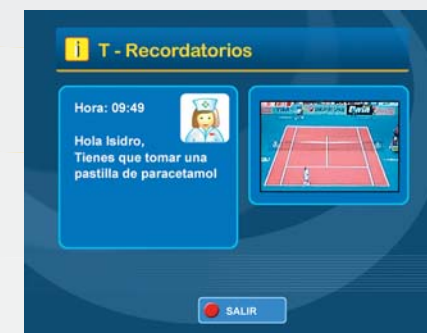 i T - Recordatorios
Hora: 09:49
Hola Isidro,
Tienes que tomar una
pastilla de paracetamol
SALIR